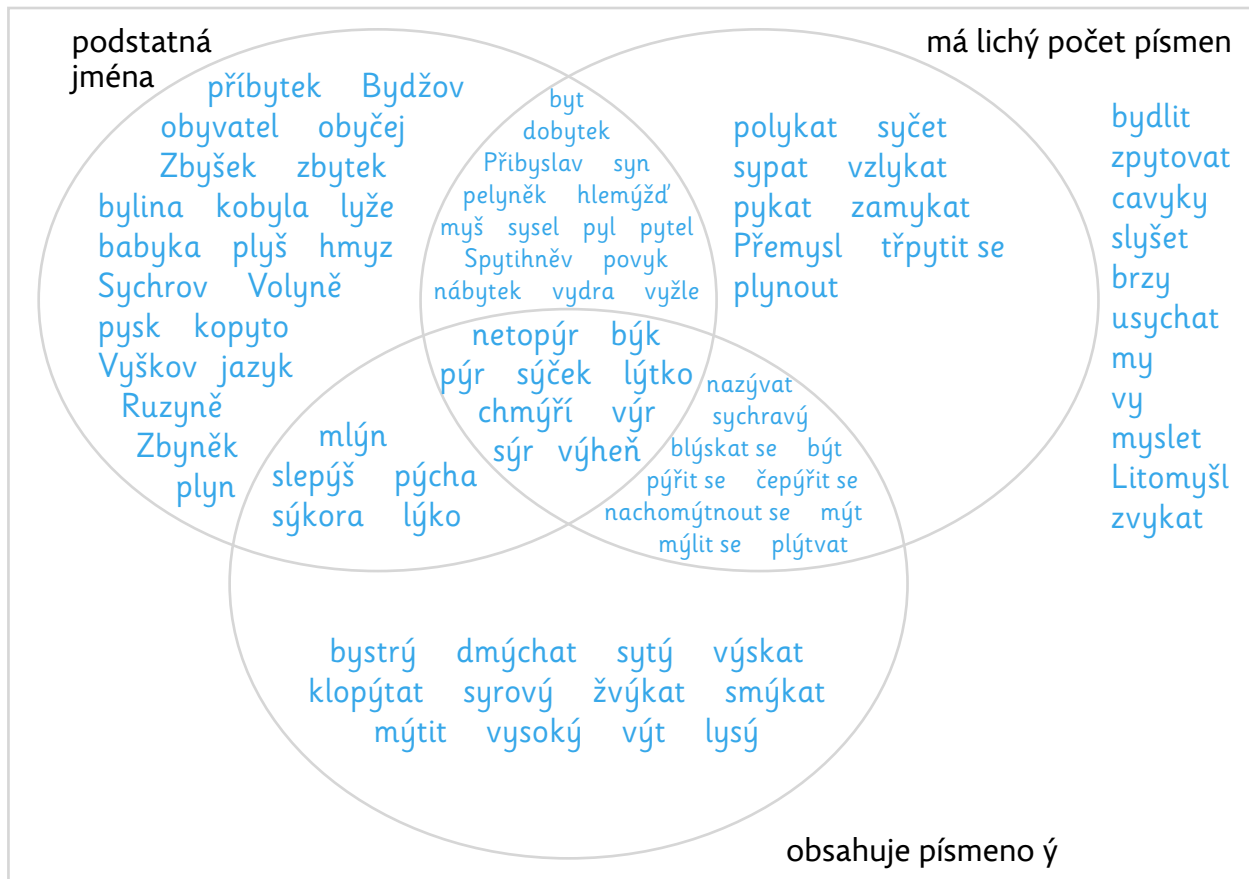 podstatná
jména
má lichý počet písmen
příbytek Bydžov
obyvatel obyčej
Zbyšek zbytek
bylina kobyla lyže
babyka plyš hmyz
Sychrov Volyně
pysk kopyto
Vyškov jazyk
Ruzyně
Zbyněk
plyn
byt
dobytek
Přibyslav syn
pelyněk hlemýžď
myš sysel pyl pytel
Spytihněv povyk
nábytek vydra vyžle
polykat syčet
sypat vzlykat
pykat zamykat
Přemysl třpytit se
plynout
bydlit
zpytovat
cavyky
slyšet
brzy
usychat
my
vy
myslet
Litomyšl
zvykat
netopýr býk
pýr sýček lýtko
chmýří výr
sýr výheň
mlýn
slepýš pýcha
sýkora lýko
nazývat
sychravý
blýskat se být
pýřit se čepýřit se
nachomýtnout se mýt
mýlit se plýtvat
bystrý dmýchat sytý výskat
klopýtat syrový žvýkat smýkat
mýtit vysoký výt lysý
obsahuje písmeno ý